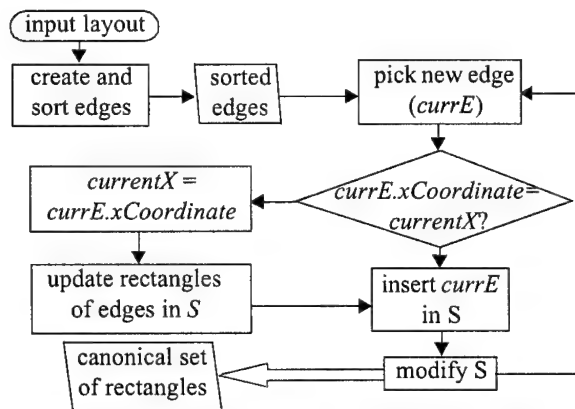 input layout
create and
sort edges
sorted
edges
pick new edge
(currE)
currE.xCoordinate=
currentX?
currentX =
currE.xCoordinate
update rectangles
of edges in S
insert currE
in S
modify S
canonical set
of rectangles